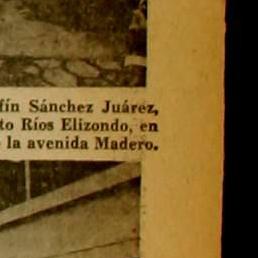 fín Sánchez Juárez,
to Ríos Elizondo, en
la avenida Madero.